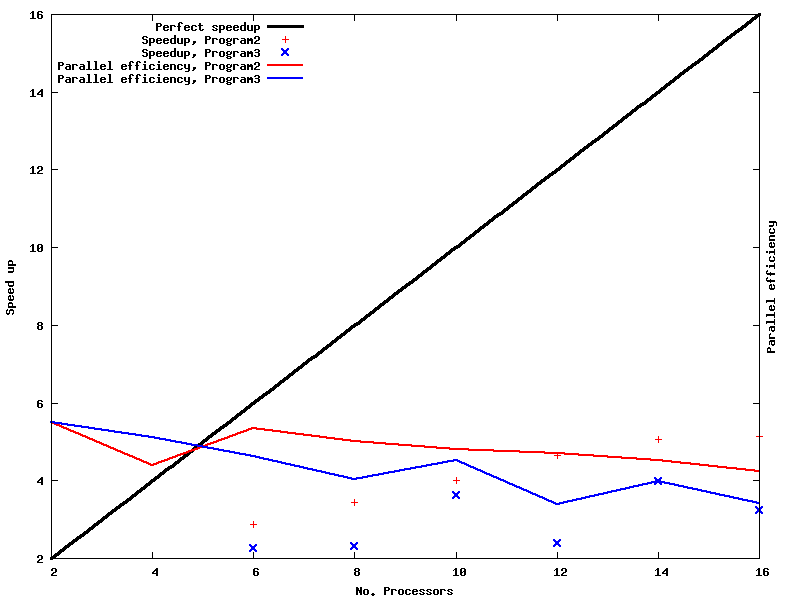 Perfect speedup
Speedup, Program2
Speedup, Program3
Parallel efficiency, Program2
Parallel efficiency, Program3
16
14
12
10
8
6
4
2
Speed up
Parallel efficiency
2 4 6 8 10 12 14 16
No. Processors